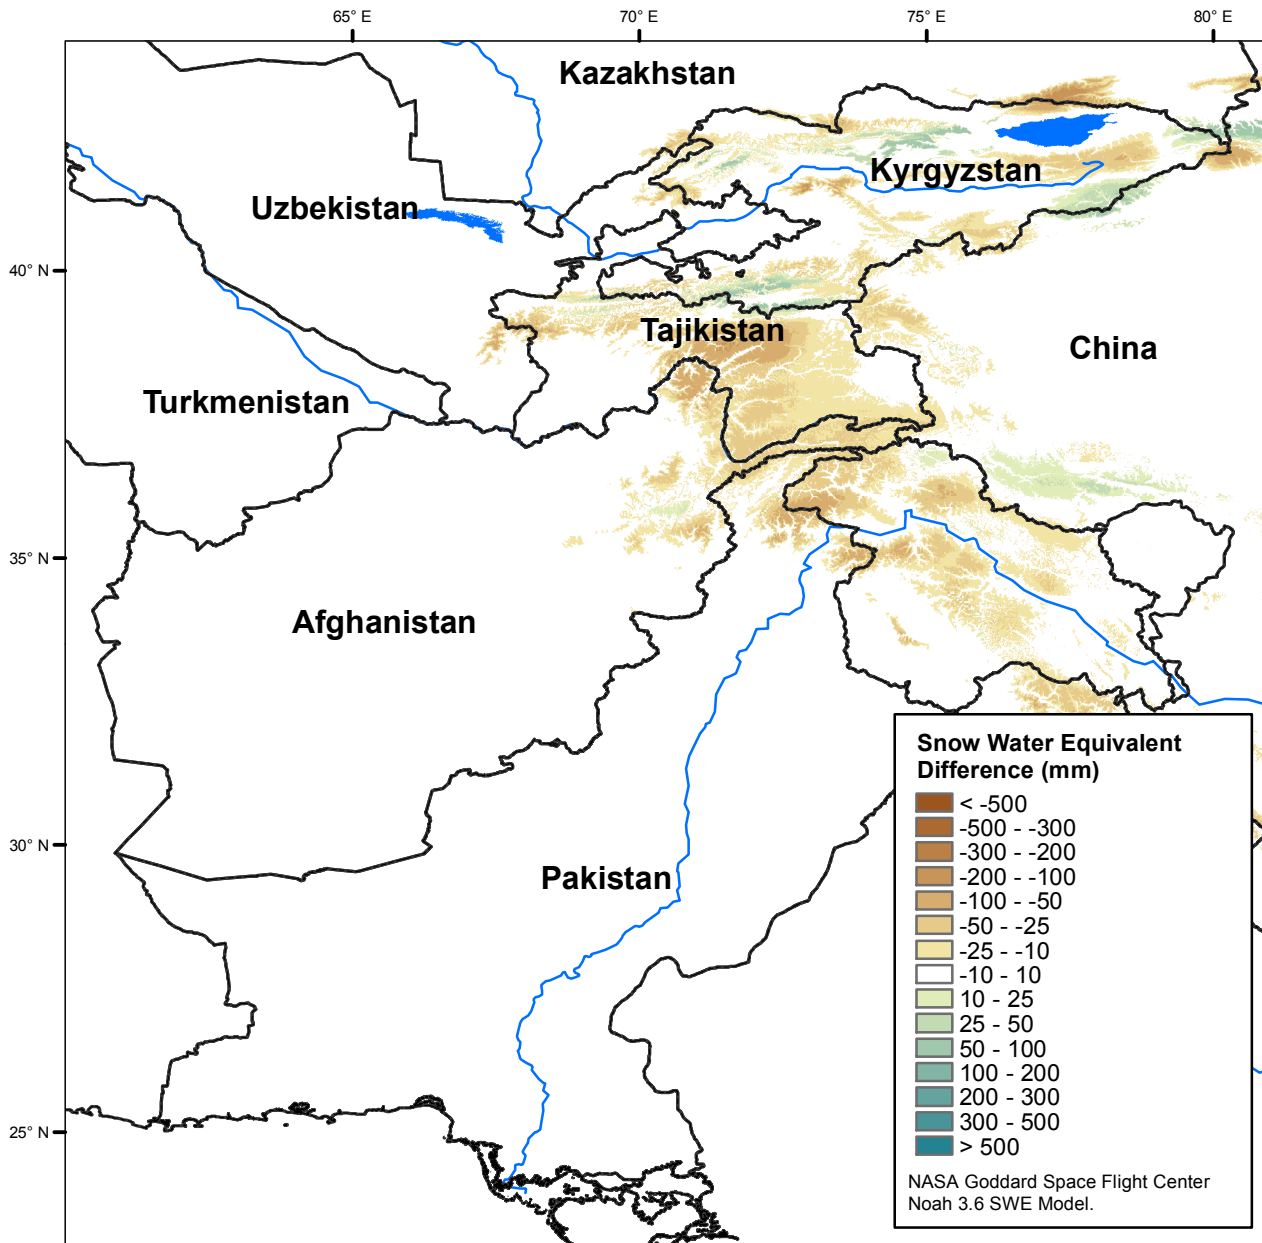 65° E
70° E
75° E
80° E
Kazakhstan
Kyrgyzstan
Uzbekistan
40° N
Tajikistan
China
Turkmenistan
35° N
Afghanistan
30° N
Pakistan
25° N
Snow Water Equivalent
Difference (mm)
< -500
-500 - -300
-300 - -200
-200 - -100
-100 - -50
-50 - -25
-25 - -10
-10 - 10
10 - 25
25 - 50
50 - 100
100 - 200
200 - 300
300 - 500
> 500
NASA Goddard Space Flight Center
Noah 3.6 SWE Model.